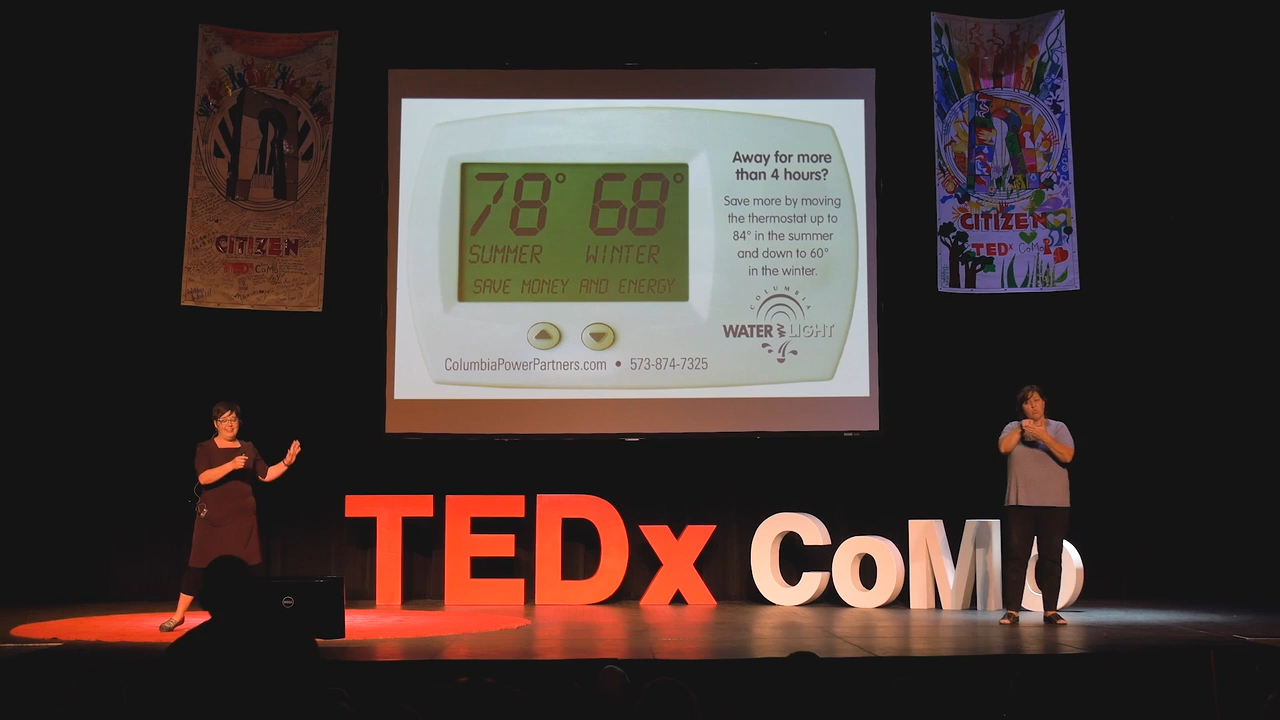 CITIZEN
TEDx CoMo
78° 68°
SUMMER WINTER
SAVE MONEY AND ENERGY
Away for more
than 4 hours?
Save more by moving
the thermostat up to
84° in the summer
and down to 60°
in the winter.
COLUMBIA
WATER & LIGHT
ColumbiaPowerPartners.com • 573-874-7325
CITIZEN
TEDx CoMo
TEDx CoMo
DELL